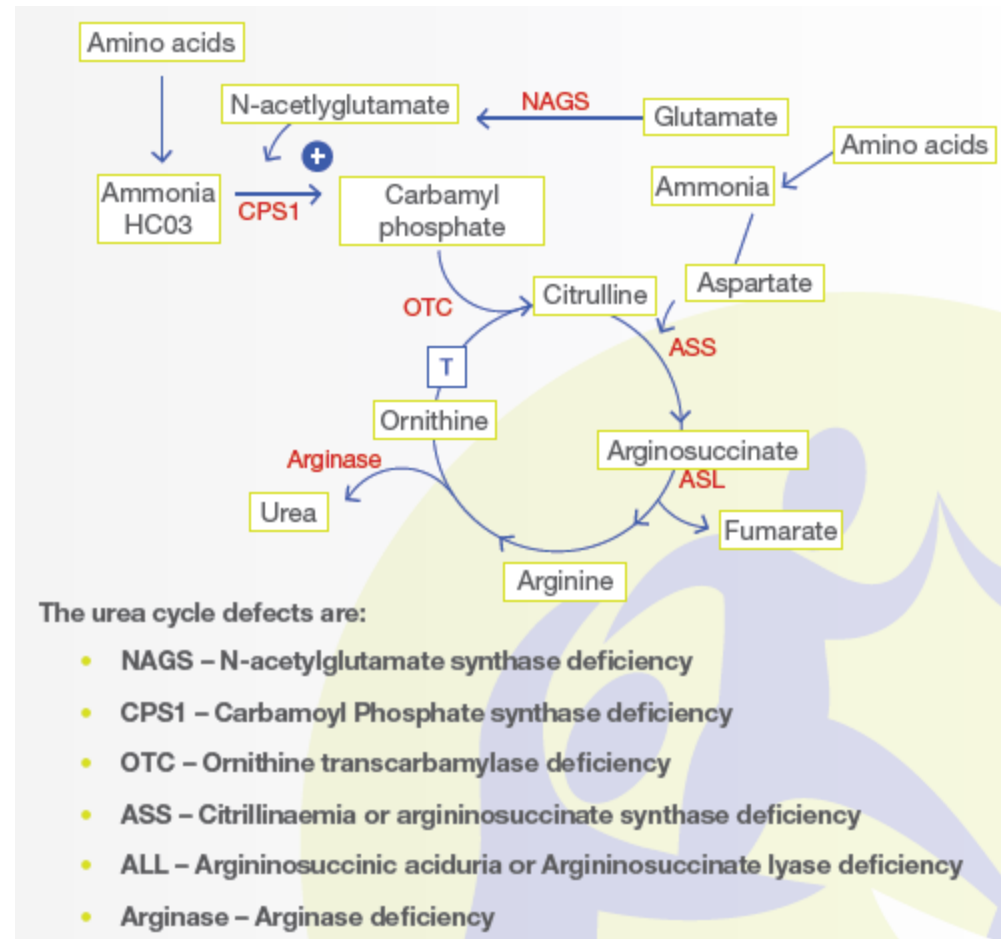 Amino acids
N-acetlyglutamate
NAGS
Glutamate
Amino acids
+
Ammonia
HC03
CPS1
Carbamyl
phosphate
Ammonia
Aspartate
OTC
Citrulline
ASS
T
Ornithine
Arginosuccinate
Arginase
ASL
Urea
Fumarate
Arginine
The urea cycle defects are:
• NAGS – N-acetylglutamate synthase deficiency
• CPS1 – Carbamoyl Phosphate synthase deficiency
• OTC – Ornithine transcarbamylase deficiency
• ASS – Citrillinaemia or argininosuccinate synthase deficiency
• ALL – Argininosuccinic aciduria or Argininosuccinate lyase deficiency
• Arginase – Arginase deficiency